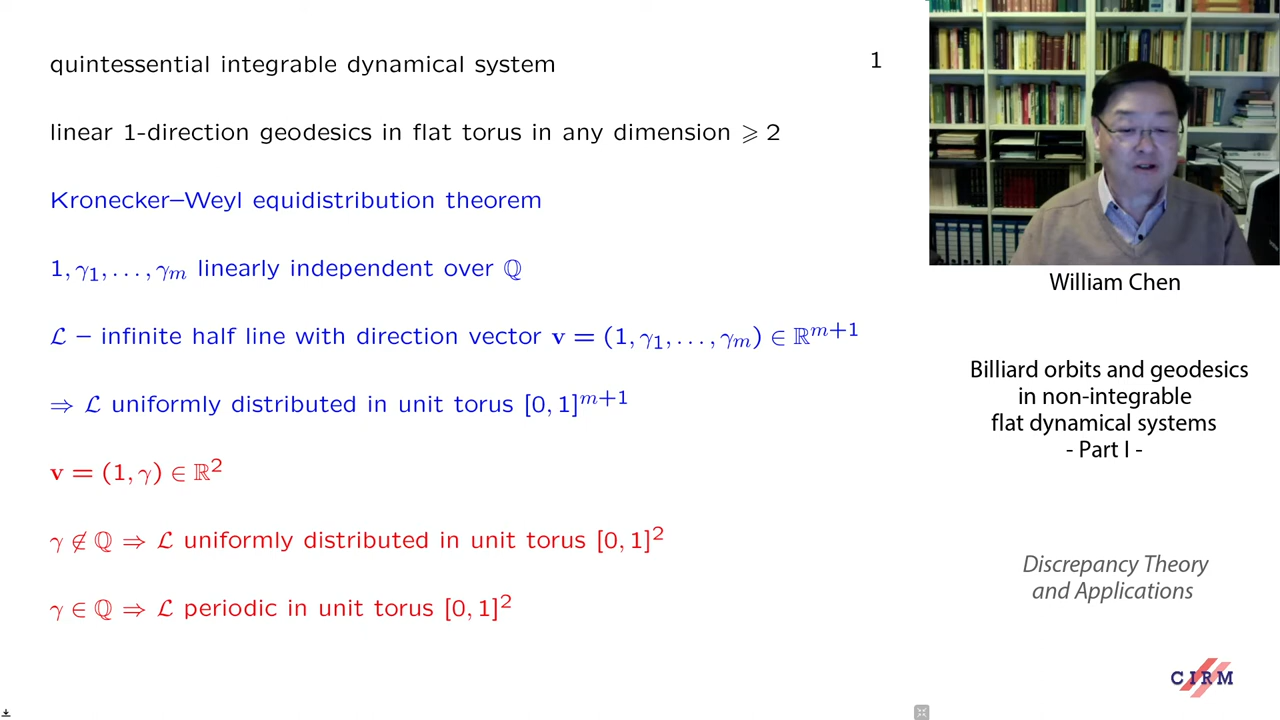 quintessential integrable dynamical system
1
linear 1-direction geodesics in flat torus in any dimension ⩾ 2
Kronecker–Weyl equidistribution theorem
1, γ₁, . . . , γₘ linearly independent over ℚ
ℒ – infinite half line with direction vector v = (1, γ₁, . . . , γₘ) ∈ ℝᵐ⁺¹
⇒ ℒ uniformly distributed in unit torus [0, 1]ᵐ⁺¹
v = (1, γ) ∈ ℝ²
γ ∉ ℚ ⇒ ℒ uniformly distributed in unit torus [0, 1]²
γ ∈ ℚ ⇒ ℒ periodic in unit torus [0, 1]²
William Chen
Billiard orbits and geodesics
in non-integrable
flat dynamical systems
- Part I -
Discrepancy Theory
and Applications
CIRM